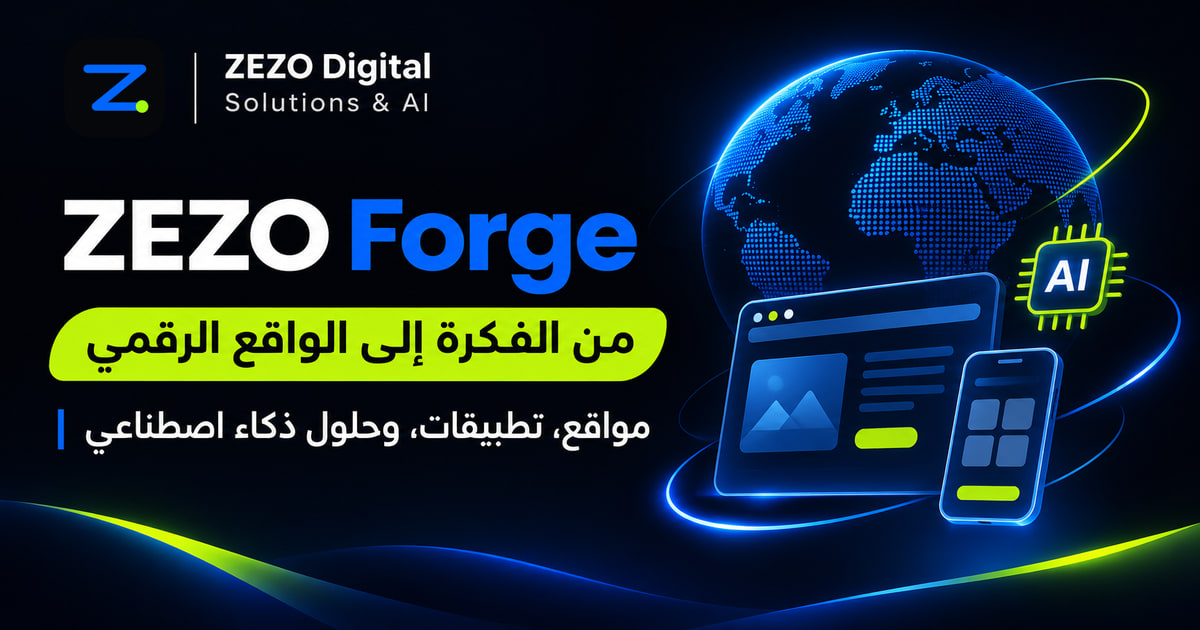 Z.
ZEZO Digital
Solutions & AI
ZEZO Forge
من الفكرة إلى الواقع الرقمي
مواقع، تطبيقات، وحلول ذكاء اصطناعي
AI